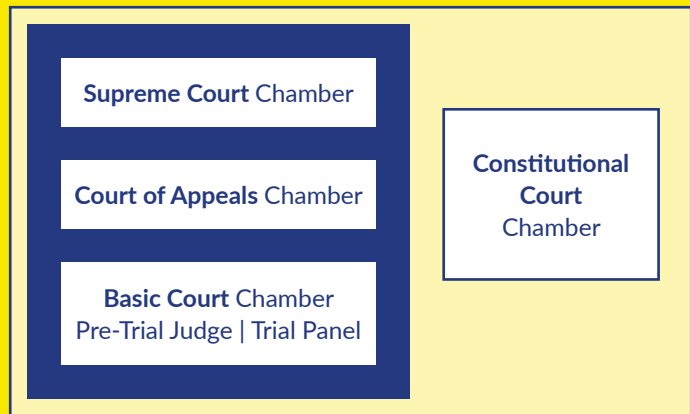 Supreme Court Chamber
Court of Appeals Chamber
Basic Court Chamber
Pre-Trial Judge | Trial Panel
Constitutional
Court
Chamber